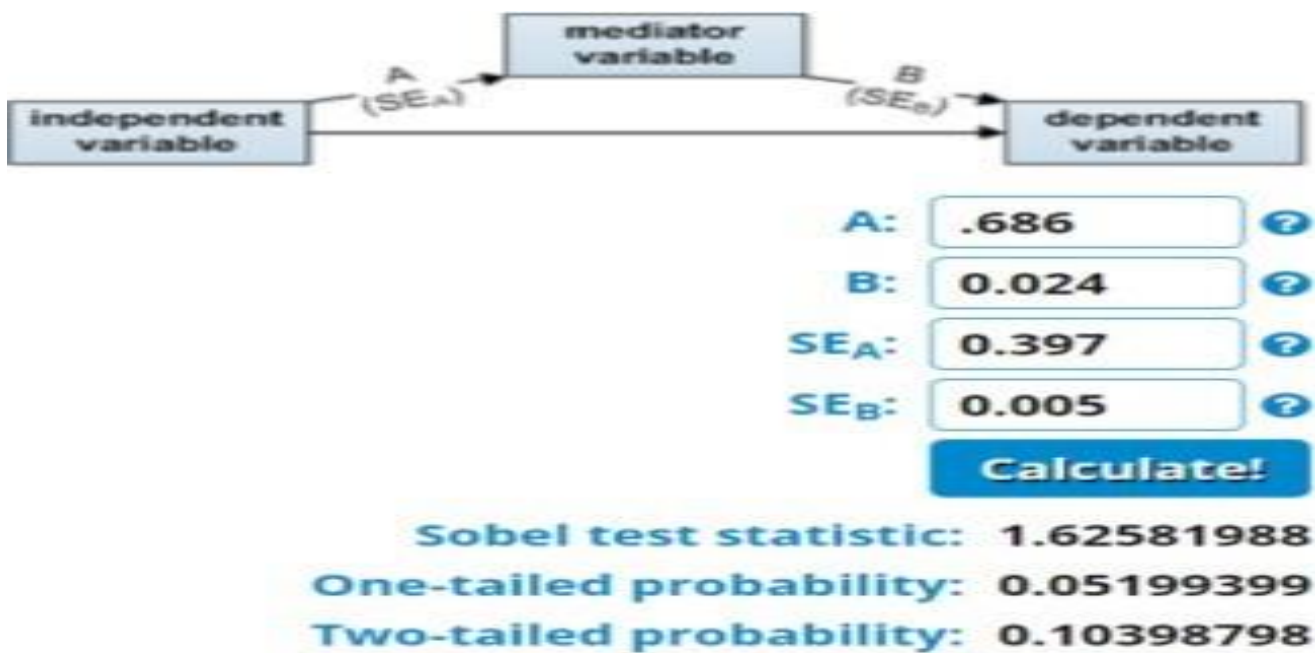 mediator
variable
A
(SEA)
B
(SEB)
independent
variable
dependent
variable
A: .686
B: 0.024
SEA: 0.397
SEB: 0.005
Calculate!
Sobel test statistic: 1.62581988
One-tailed probability: 0.05199399
Two-tailed probability: 0.10398798